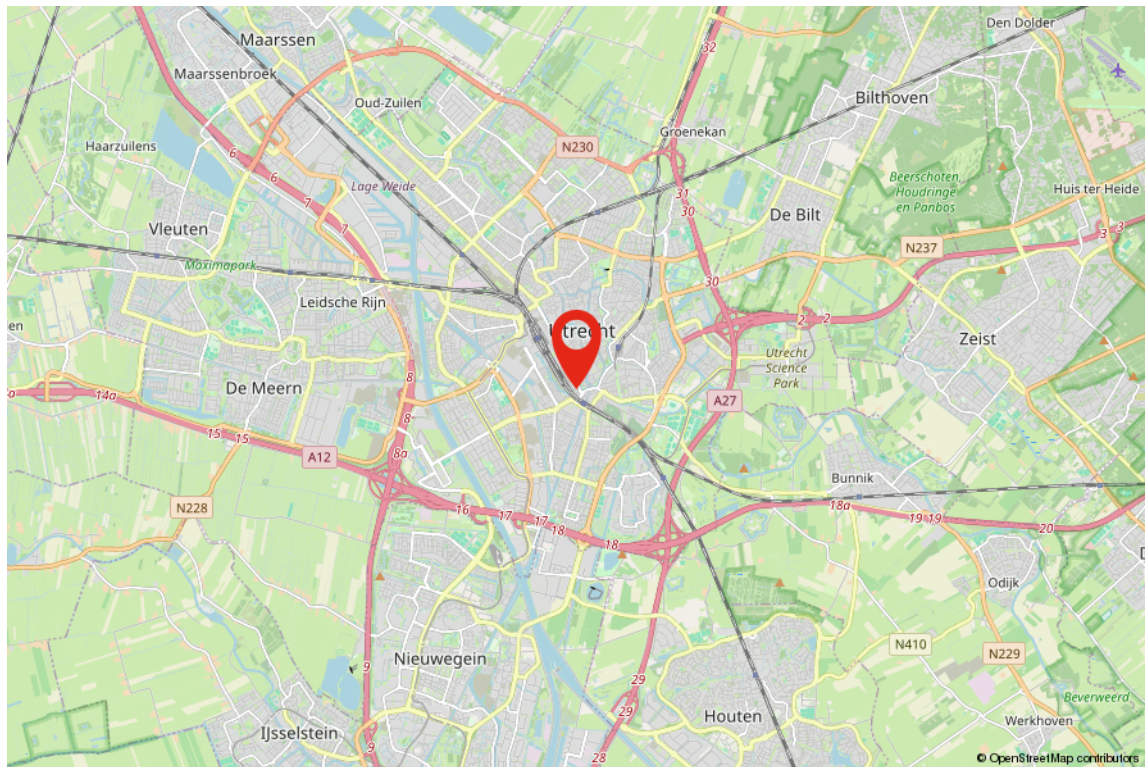 Den Dolder
Maarssen
32
Maarssenbroek
Bilthoven
Oud-Zuilen
Groenekan
Haarzuilens
N230
6
6
Lage Weide
31
30
Beerschoten,
Houdringe
en Panbos
Huis ter Heide
7
7
De Bilt
Vleuten
N237
3
3
Máximapark
30
Leidsche Rijn
2
2
Utrecht
Zeist
Utrecht
Science
Park
De Meern
8
14a
A27
8
15
15
8a
A12
Bunnik
16
N228
17
17
18
18
18a
19
19
20
Odijk
N410
N229
Nieuwegein
9
29
29
Beverweerd
Houten
Werkhoven
IJsselstein
9
28
© OpenStreetMap contributors